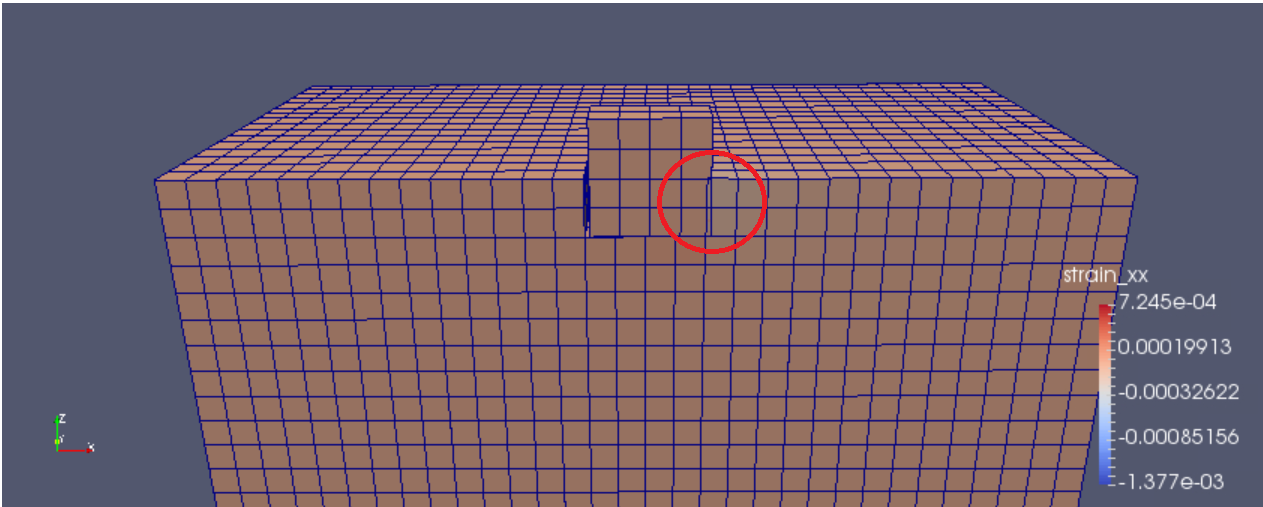 strain_xx
7.245e-04
0.00019913
-0.00032622
-0.00085156
-1.377e-03
Z
Y
X